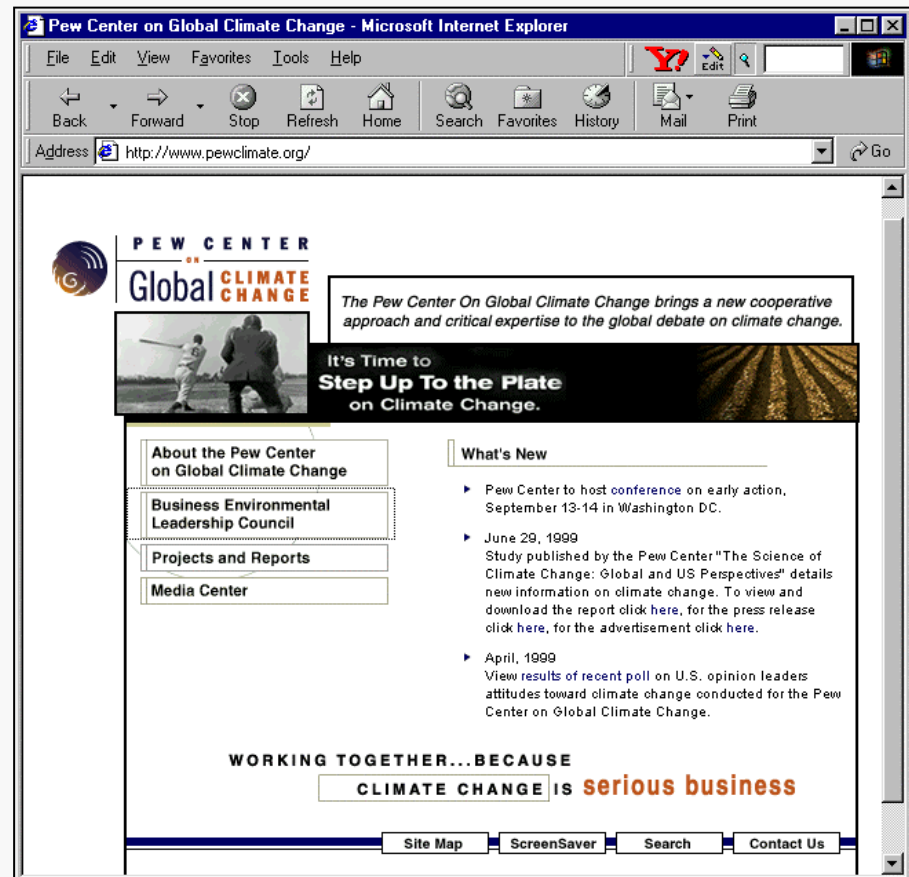 Pew Center on Global Climate Change - Microsoft Internet Explorer
File Edit View Favorites Tools Help
Y! Edit
Back Forward Stop Refresh Home Search Favorites History Mail Print
Address http://www.pewclimate.org/ Go
PEW CENTER
ON
Global CLIMATE
CHANGE
The Pew Center On Global Climate Change brings a new cooperative
approach and critical expertise to the global debate on climate change.
It's Time to
Step Up To the Plate
on Climate Change.
About the Pew Center
on Global Climate Change
Business Environmental
Leadership Council
Projects and Reports
Media Center
What's New
Pew Center to host conference on early action,
September 13-14 in Washington DC.
June 29, 1999
Study published by the Pew Center "The Science of
Climate Change: Global and US Perspectives" details
new information on climate change. To view and
download the report click here, for the press release
click here, for the advertisement click here.
April, 1999
View results of recent poll on U.S. opinion leaders
attitudes toward climate change conducted for the Pew
Center on Global Climate Change.
WORKING TOGETHER...BECAUSE
CLIMATE CHANGE IS serious business
Site Map ScreenSaver Search Contact Us